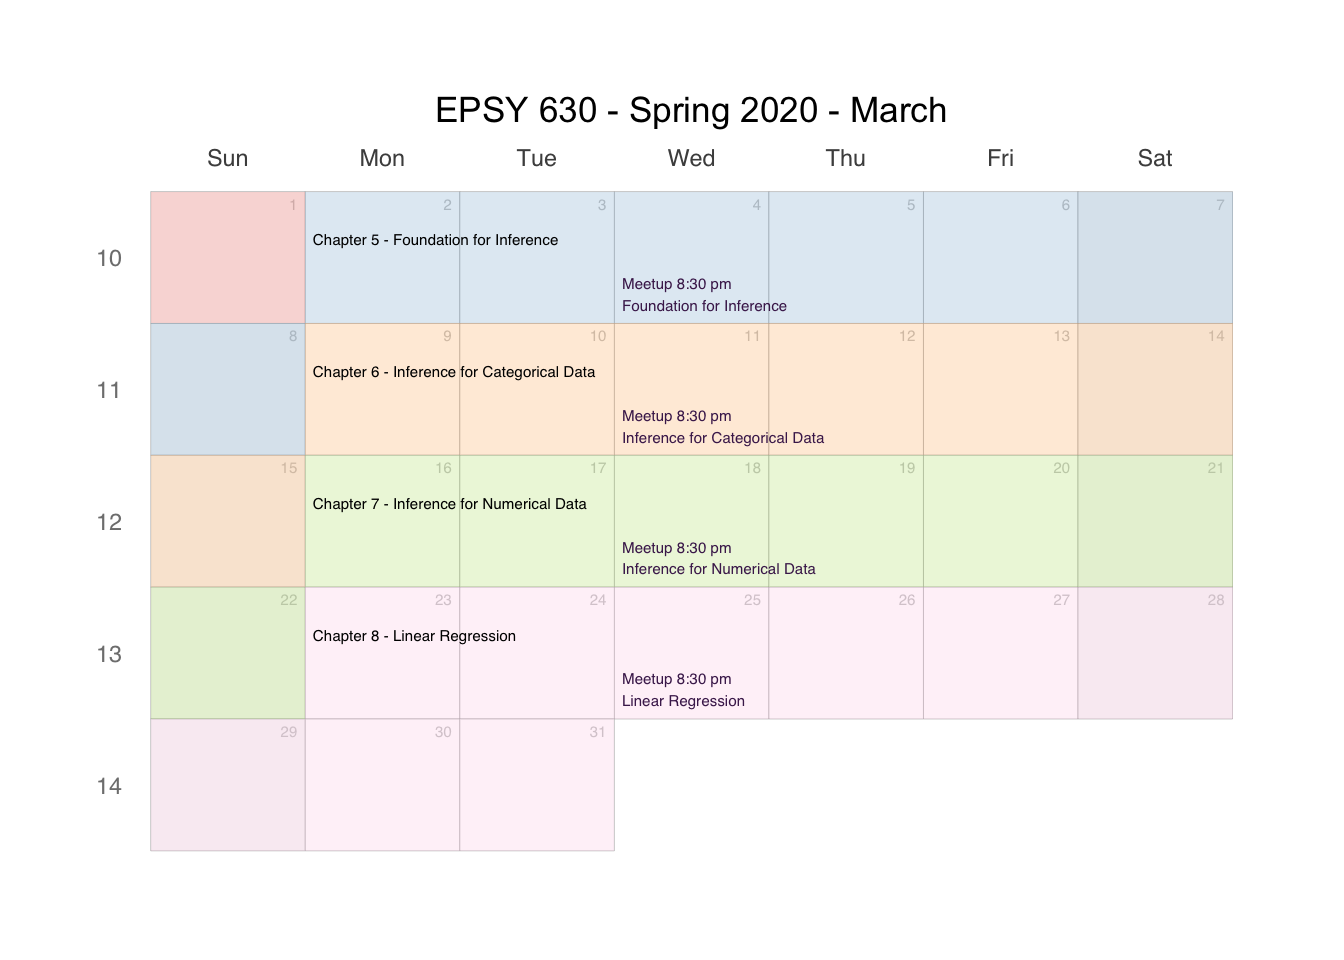 EPSY 630 - Spring 2020 - March
Sun Mon Tue Wed Thu Fri Sat
1 2 3 4 5 6 7
Chapter 5 - Foundation for Inference
10
Meetup 8:30 pm
Foundation for Inference
8 9 10 11 12 13 14
Chapter 6 - Inference for Categorical Data
11
Meetup 8:30 pm
Inference for Categorical Data
15 16 17 18 19 20 21
Chapter 7 - Inference for Numerical Data
12
Meetup 8:30 pm
Inference for Numerical Data
22 23 24 25 26 27 28
Chapter 8 - Linear Regression
13
Meetup 8:30 pm
Linear Regression
29 30 31
14